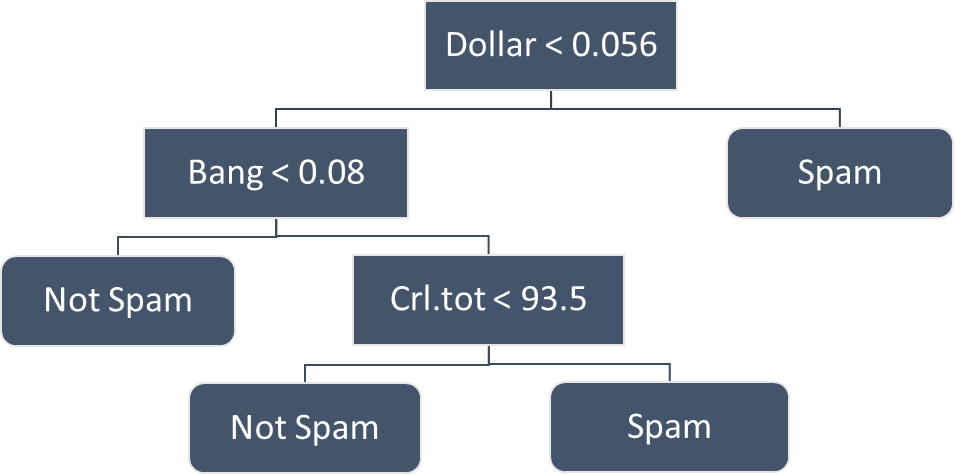 Dollar < 0.056
Bang < 0.08
Spam
Not Spam
Crl.tot < 93.5
Not Spam
Spam